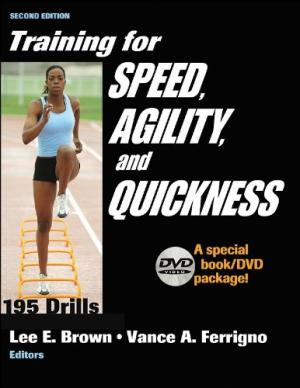 SECOND EDITION
Training for
SPEED,
AGILITY,
and
QUICKNESS
DVD
VIDEO
A special
book/DVD
package!
195 Drills
Lee E. Brown • Vance A. Ferrigno
Editors